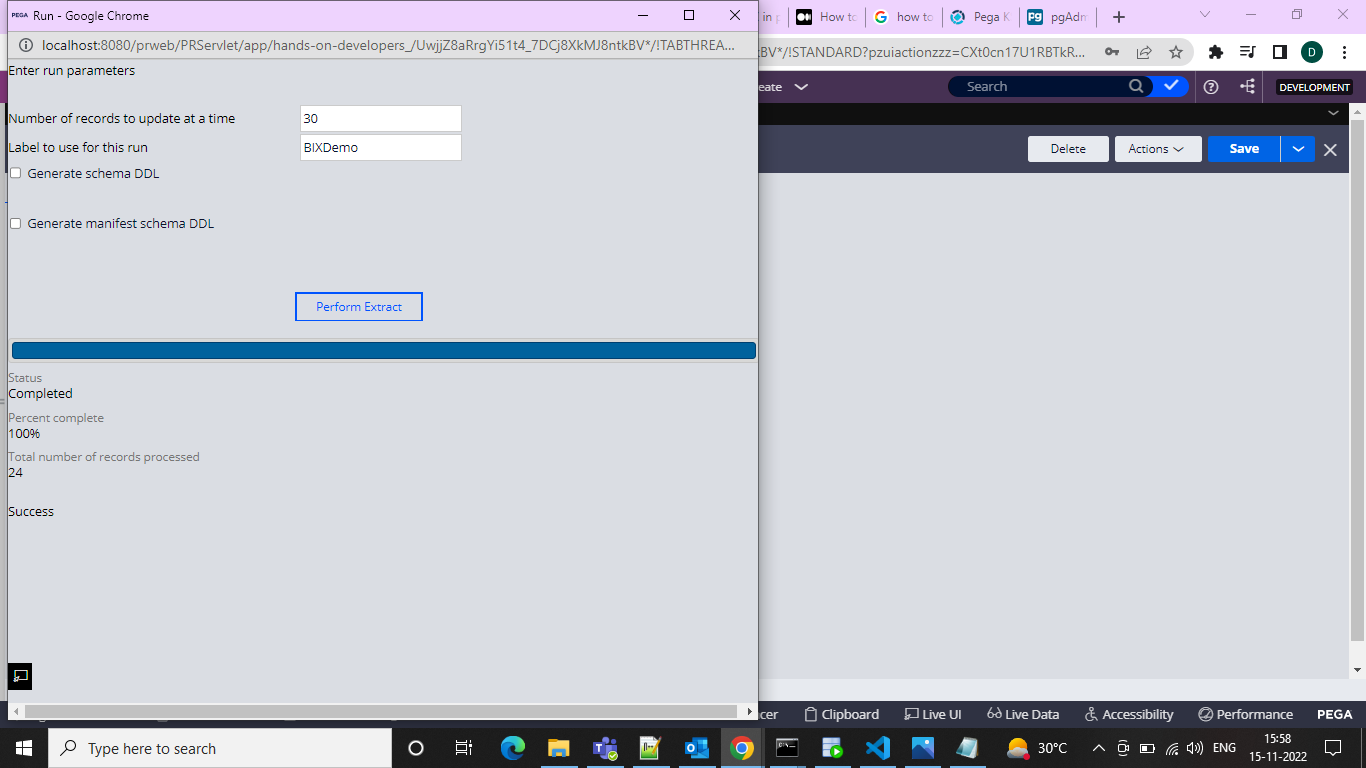 PEGA Run - Google Chrome
in p
How to
how to
Pega K
Pg pgAdm
localhost:8080/prweb/PRServlet/app/hands-on-developers_/UwjjZ8aRrgYi51t4_7DCj8XkMJ8ntkBV*/!TABTHREA...
BV*/!STANDARD?pzuiactionzzz=CXt0cn17U1RBTkR...
D
Enter run parameters
eate
Search
DEVELOPMENT
Number of records to update at a time 30
Label to use for this run BIXDemo
Delete
Actions
Save
Generate schema DDL
Generate manifest schema DDL
Perform Extract
Status
Completed
Percent complete
100%
Total number of records processed
24
Success
cer
Clipboard
Live UI
Live Data
Accessibility
Performance
PEGA
Type here to search
30°C
ENG
15:58
15-11-2022